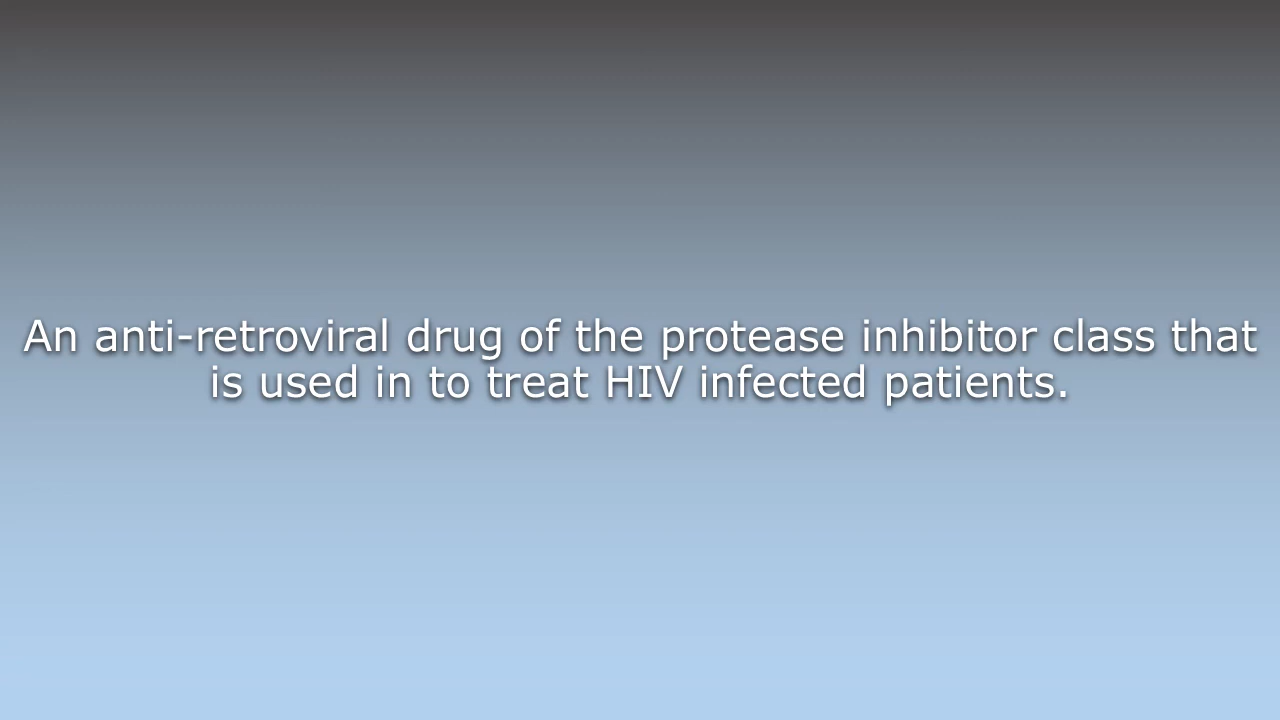 An anti-retroviral drug of the protease inhibitor class that
is used in to treat HIV infected patients.